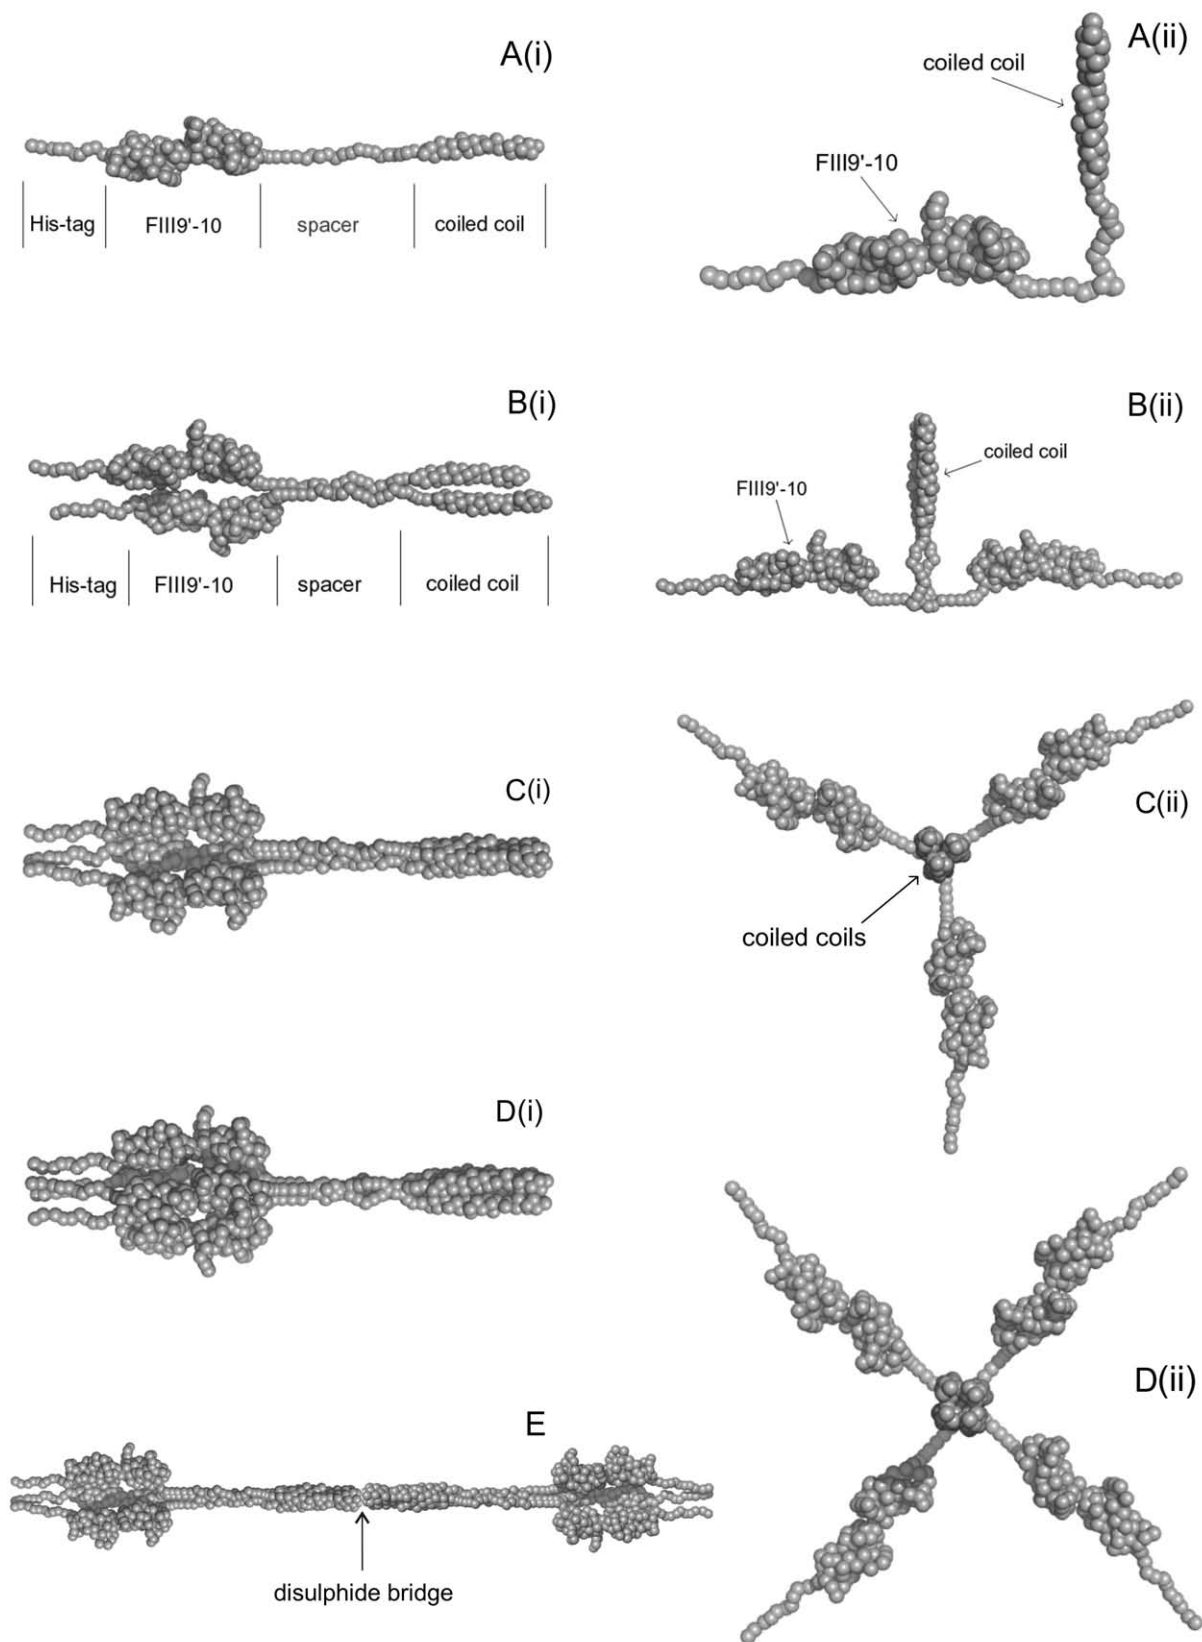 A(i)
His-tag FIII9'-10 spacer coiled coil
A(ii)
coiled coil
FIII9'-10
B(i)
His-tag FIII9'-10 spacer coiled coil
B(ii)
coiled coil
FIII9'-10
C(i)
C(ii)
coiled coils
D(i)
D(ii)
E
disulphide bridge